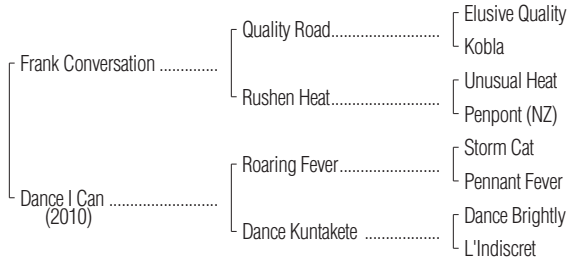 Elusive Quality
Quality Road
Kobla
Frank Conversation
Unusual Heat
Rushen Heat
Penpont (NZ)
Storm Cat
Roaring Fever
Pennant Fever
Dance I Can
(2010)
Dance Brightly
Dance Kuntakete
L'Indiscret